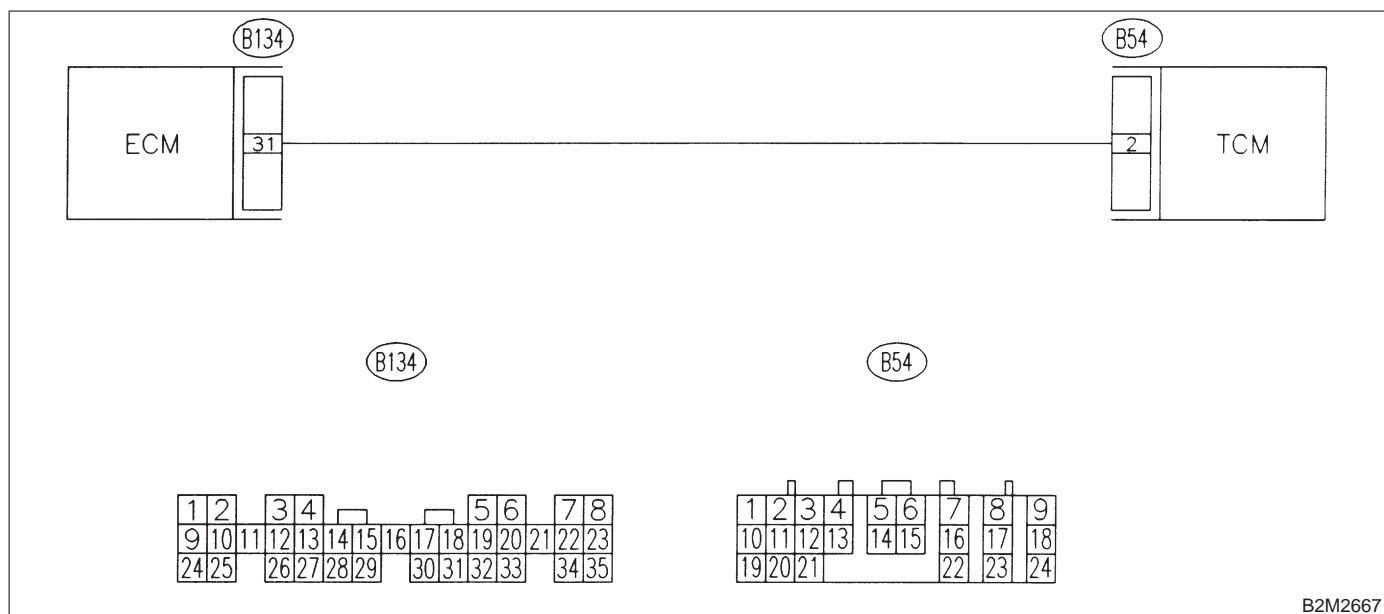 B134 B54
ECM 31 2 TCM
B134 B54
1 2 3 4 5 6 7 8
9 10 11 12 13 14 15 16 17 18 19 20 21 22 23
24 25 26 27 28 29 30 31 32 33 34 35
1 2 3 4 5 6 7 8 9
10 11 12 13 14 15 16 17 18
19 20 21 22 23 24
B2M2667